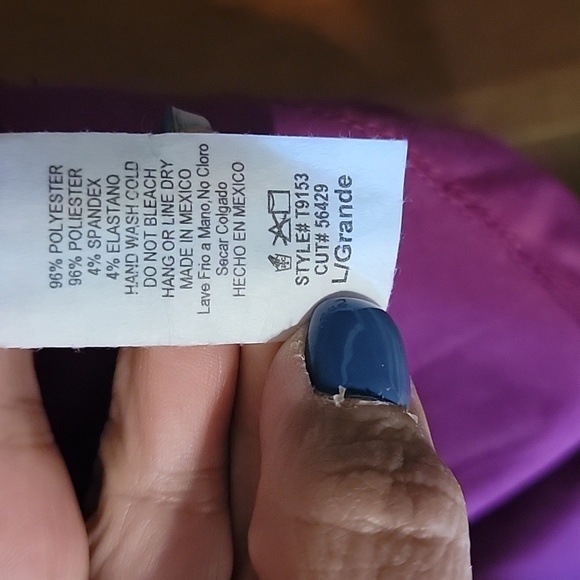 96% POLYESTER
96% POLIESTER
4% SPANDEX
4% ELASTANO
HAND WASH COLD
DO NOT BLEACH
HANG OR LINE DRY
MADE IN MEXICO
Lave Frio a Mano,No Cloro
Secar Colgado
HECHO EN MEXICO
STYLE# T9153
CUT# 56429
L/Grande